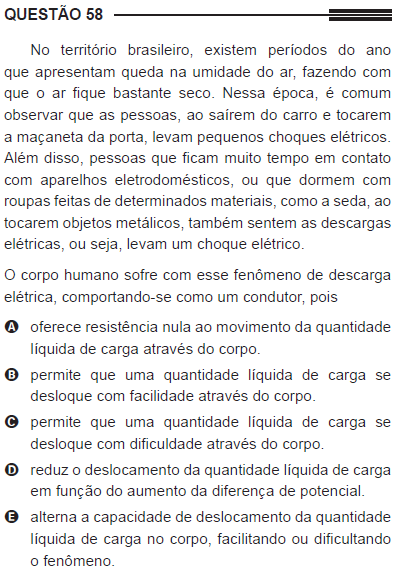 QUESTÃO 58
No território brasileiro, existem períodos do ano
que apresentam queda na umidade do ar, fazendo com
que o ar fique bastante seco. Nessa época, é comum
observar que as pessoas, ao saírem do carro e tocarem
a maçaneta da porta, levam pequenos choques elétricos.
Além disso, pessoas que ficam muito tempo em contato
com aparelhos eletrodomésticos, ou que dormem com
roupas feitas de determinados materiais, como a seda, ao
tocarem objetos metálicos, também sentem as descargas
elétricas, ou seja, levam um choque elétrico.
O corpo humano sofre com esse fenômeno de descarga
elétrica, comportando-se como um condutor, pois
A oferece resistência nula ao movimento da quantidade
líquida de carga através do corpo.
B permite que uma quantidade líquida de carga se
desloque com facilidade através do corpo.
C permite que uma quantidade líquida de carga se
desloque com dificuldade através do corpo.
D reduz o deslocamento da quantidade líquida de carga
em função do aumento da diferença de potencial.
E alterna a capacidade de deslocamento da quantidade
líquida de carga no corpo, facilitando ou dificultando
o fenômeno.